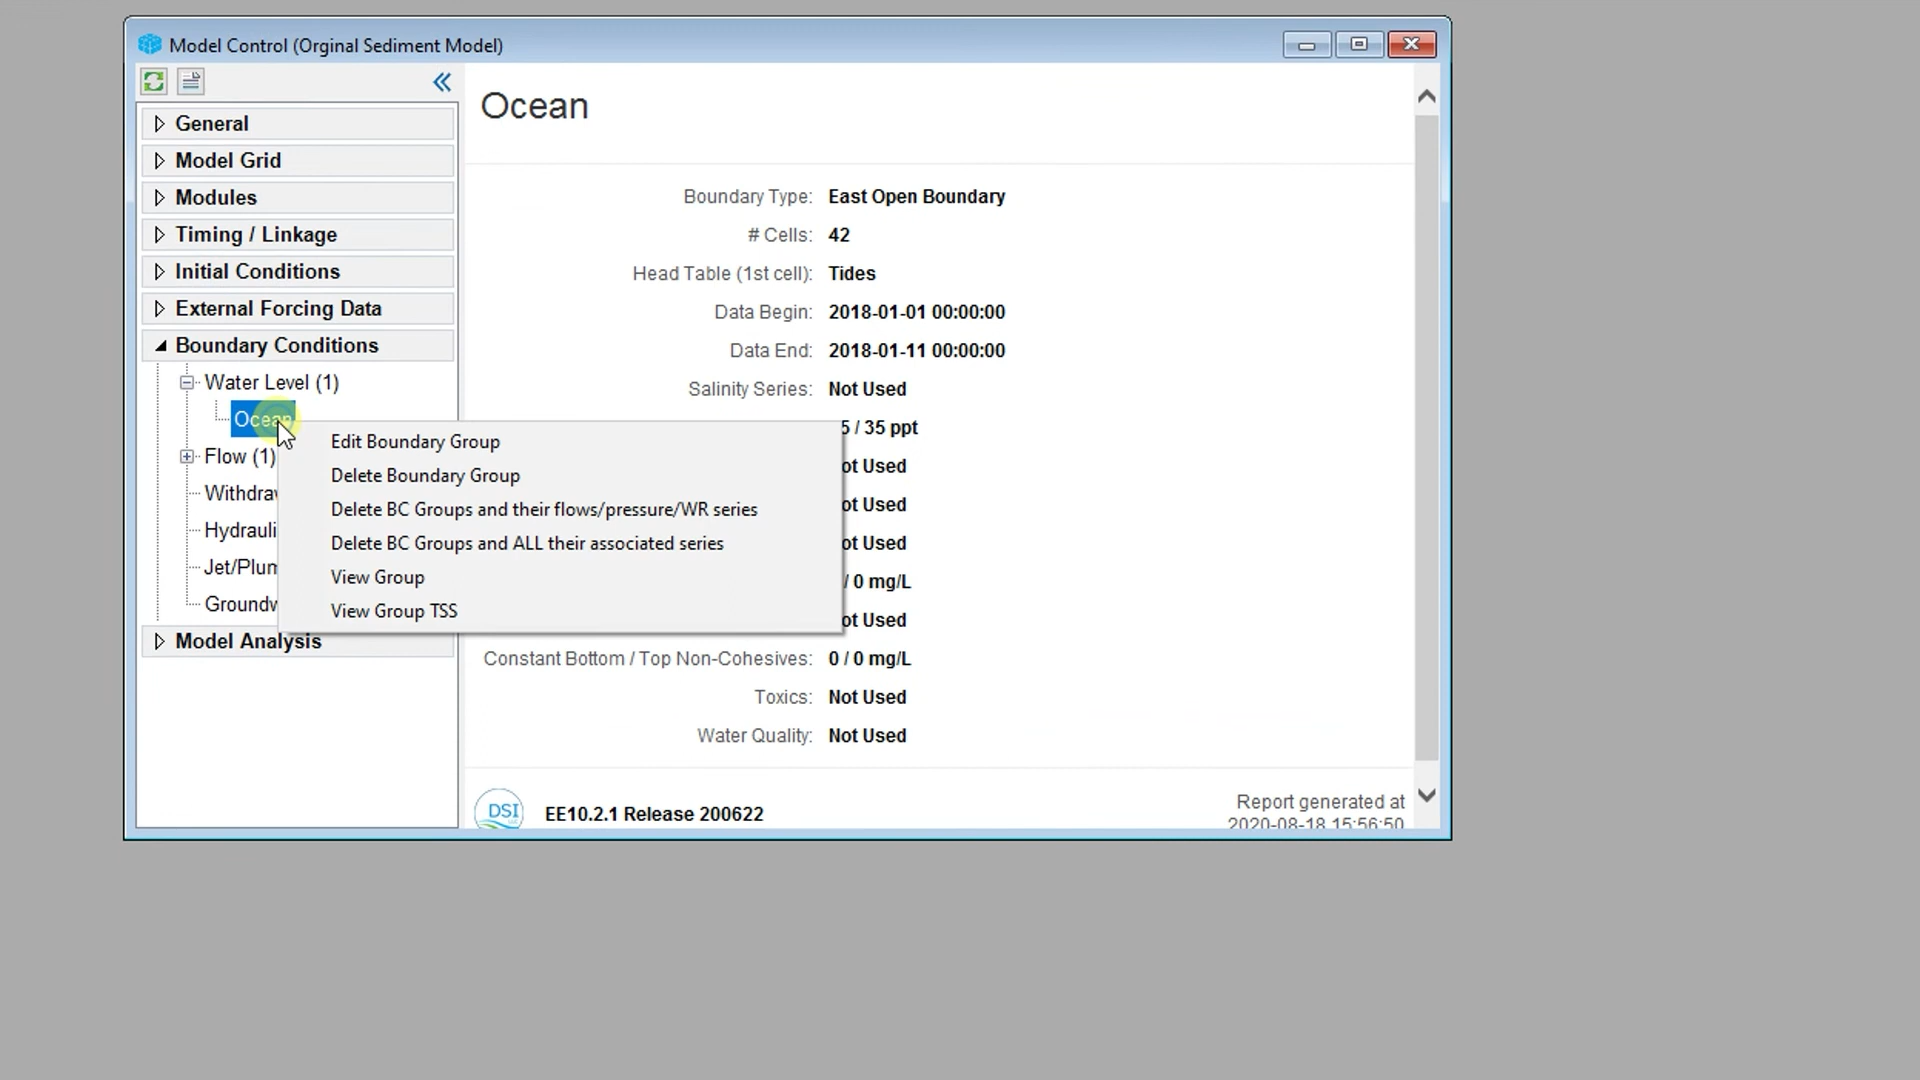 Model Control (Orginal Sediment Model)
General
Model Grid
Modules
Timing / Linkage
Initial Conditions
External Forcing Data
Boundary Conditions
Water Level (1)
Ocean
Flow (1)
Model Analysis
Edit Boundary Group
Delete Boundary Group
Delete BC Groups and their flows/pressure/WR series
Delete BC Groups and ALL their associated series
View Group
View Group TSS
Ocean
Boundary Type: East Open Boundary
# Cells: 42
Head Table (1st cell): Tides
Data Begin: 2018-01-01 00:00:00
Data End: 2018-01-11 00:00:00
Salinity Series: Not Used
5 / 35 ppt
ot Used
ot Used
ot Used
/ 0 mg/L
ot Used
Constant Bottom / Top Non-Cohesives: 0 / 0 mg/L
Toxics: Not Used
Water Quality: Not Used
DSI
EE10.2.1 Release 200622
Report generated at
2020-08-18 15:56:50